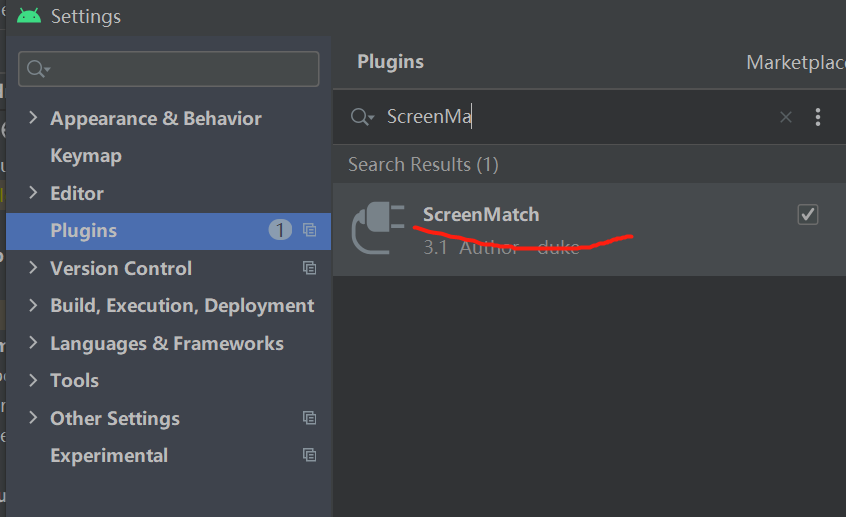 Settings
Plugins
Marketplac
ScreenMa
Appearance & Behavior
Keymap
Editor
Plugins 1
Version Control
Build, Execution, Deployment
Languages & Frameworks
Tools
Other Settings
Experimental
Search Results (1)
ScreenMatch
3.1 Author duke